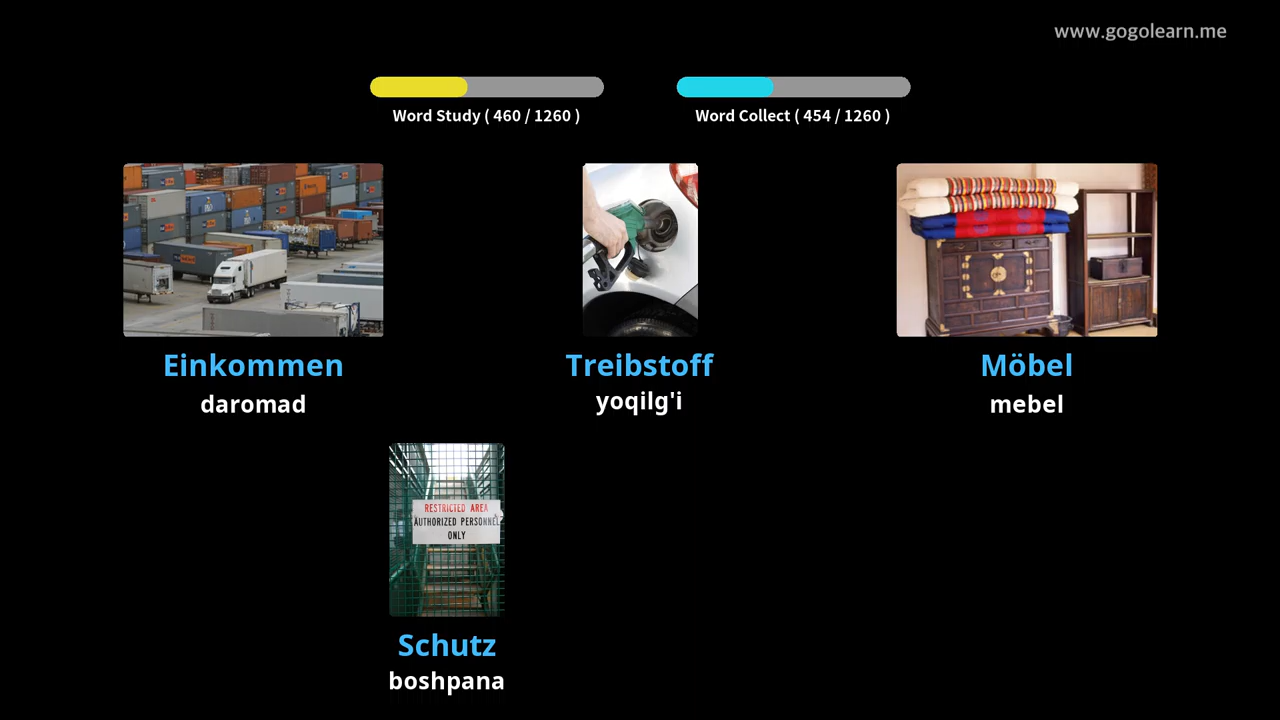 www.gogolearn.me
Word Study ( 460 / 1260 )
Word Collect ( 454 / 1260 )
Einkommen
daromad
Treibstoff
yoqilg'i
Möbel
mebel
RESTRICTED AREA
AUTHORIZED PERSONNEL
ONLY
Schutz
boshpana